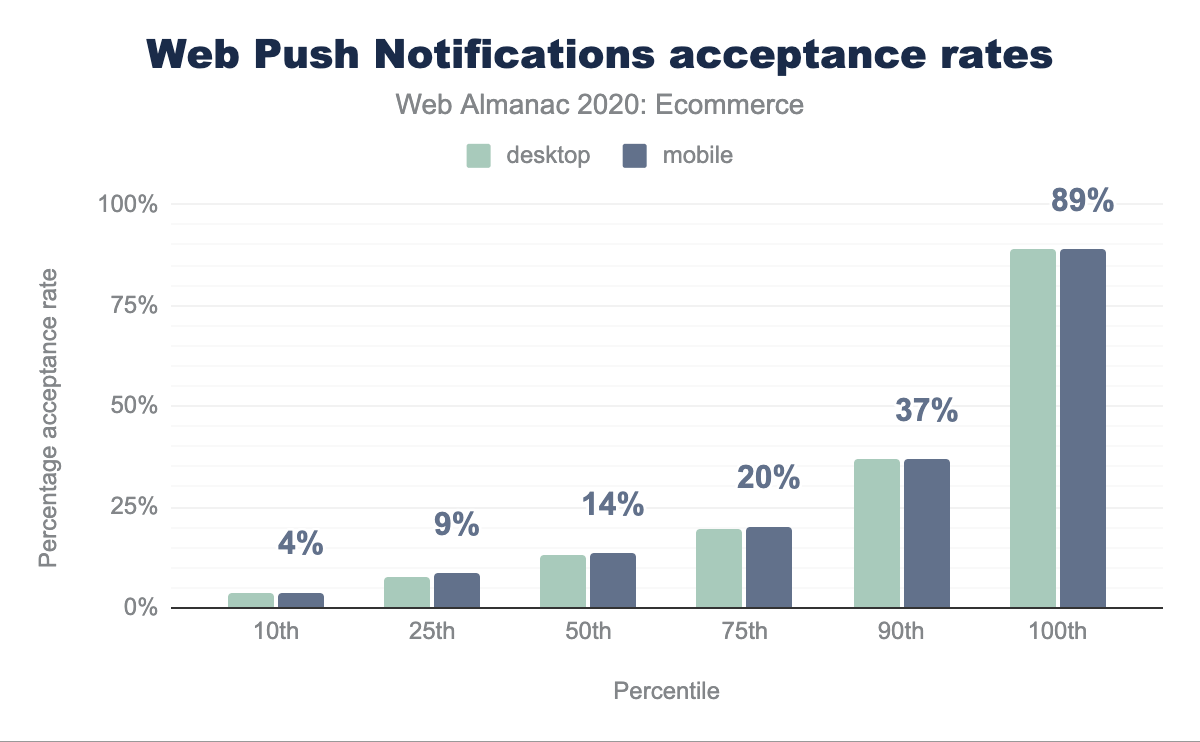 Web Push Notifications acceptance rates
Web Almanac 2020: Ecommerce
desktop
mobile
Percentage acceptance rate
100%
75%
50%
25%
0%
4%
9%
14%
20%
37%
89%
10th
25th
50th
75th
90th
100th
Percentile